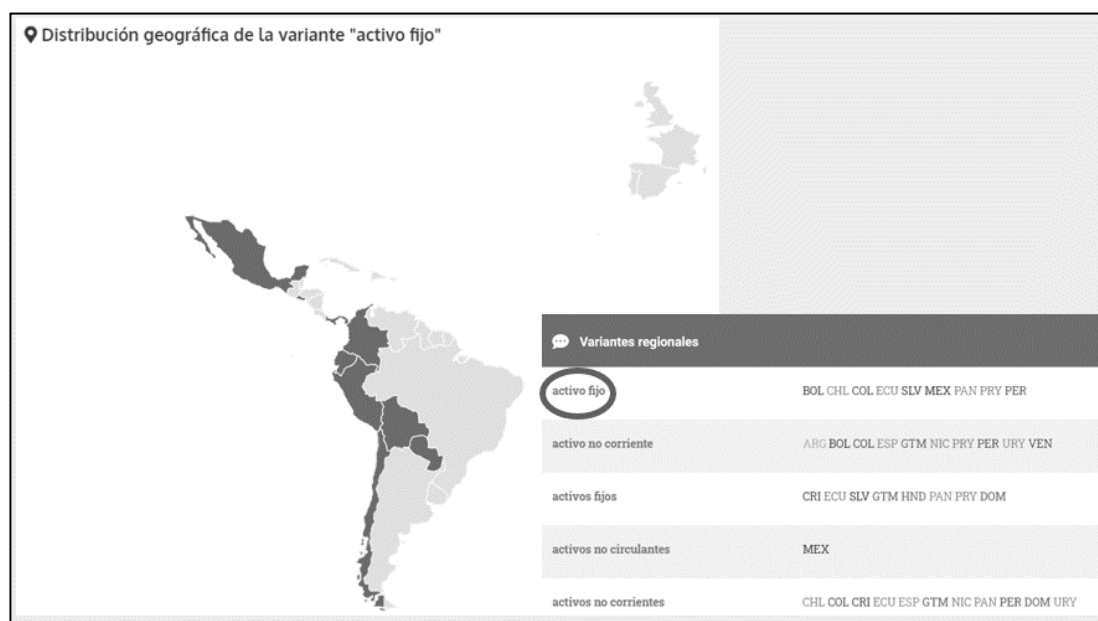 Distribución geográfica de la variante "activo fijo"
Variantes regionales
activo fijo BOL CHL COL ECU SLV MEX PAN PRY PER
activo no corriente ARG BOL COL ESP GTM NIC PRY PER URY VEN
activos fijos CRI ECU SLV GTM HND PAN PRY DOM
activos no circulantes MEX
activos no corrientes CHL COL CRI ECU ESP GTM NIC PAN PER DOM URY